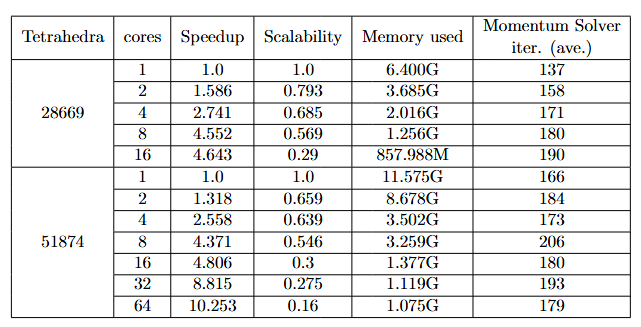 Tetrahedra cores Speedup Scalability Memory used Momentum Solver
iter. (ave.)
28669
1 1.0 1.0 6.400G 137
2 1.586 0.793 3.685G 158
4 2.741 0.685 2.016G 171
8 4.552 0.569 1.256G 180
16 4.643 0.29 857.988M 190
51874
1 1.0 1.0 11.575G 166
2 1.318 0.659 8.678G 184
4 2.558 0.639 3.502G 173
8 4.371 0.546 3.259G 206
16 4.806 0.3 1.377G 180
32 8.815 0.275 1.119G 193
64 10.253 0.16 1.075G 179